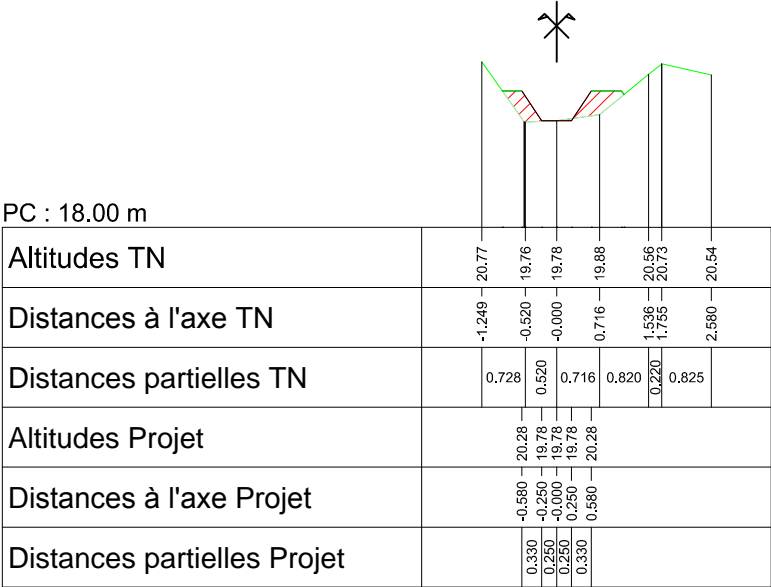 PC : 18.00 m
Altitudes TN
20.77 19.76 19.78 19.88 20.56 20.73 20.54
Distances à l'axe TN
-1.249 -0.520 -0.000 0.716 1.536 1.755 2.580
Distances partielles TN
0.728 0.520 0.716 0.820 0.220 0.825
Altitudes Projet
20.28 19.78 19.78 19.78 20.28
Distances à l'axe Projet
-0.580 -0.250 -0.000 0.250 0.580
Distances partielles Projet
0.330 0.250 0.250 0.330